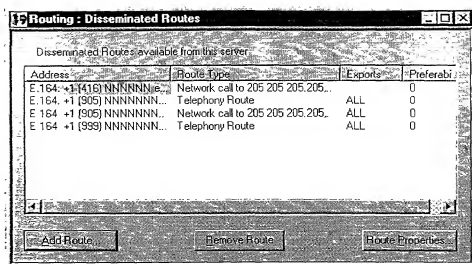 Routing : Disseminated Routes
Disseminated Routes available from this server
Address Route Type Exports Preferabi
E.164. +1 (416) NNNNNN e... Network call to 205 205 205.205,.. 0
E.164. +1 (905) NNNNNN... Telephony Route ALL 0
E 164 +1 (905) NNNNNN.. Network call to 205 205 205.205,. ALL 0
E 164 +1 (999) NNNNNN... Telephony Route ALL 0
Add Route... Remove Route Route Properties...